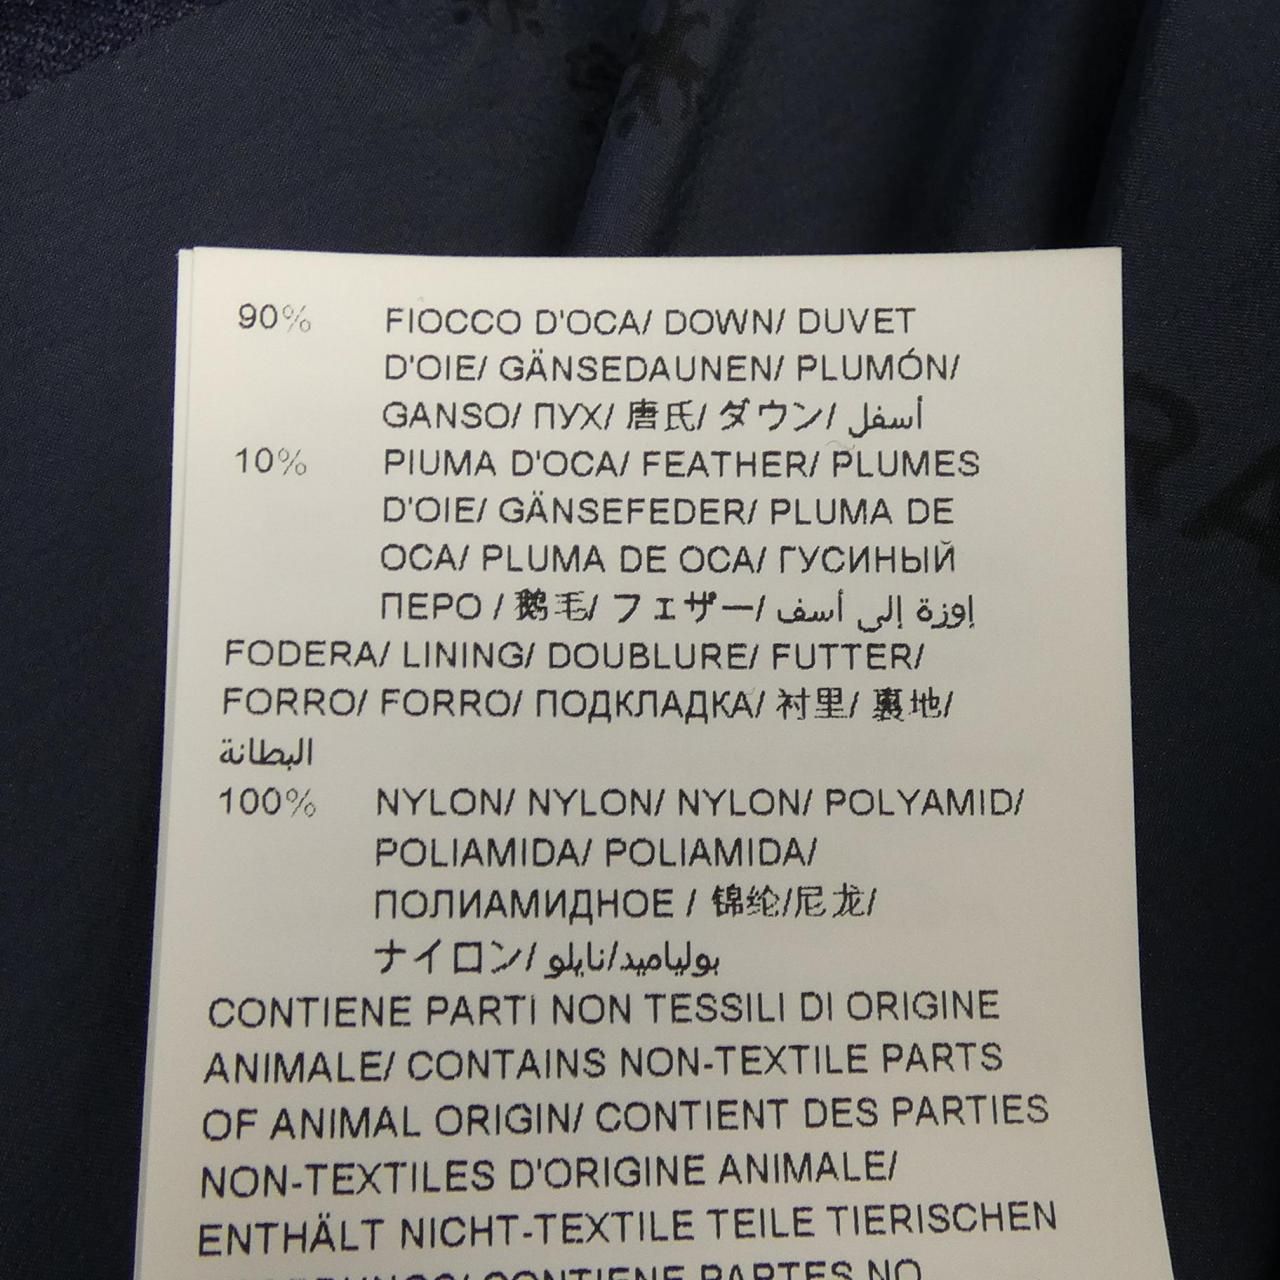 90% FIOCCO D'OCA/ DOWN/ DUVET
D'OIE/ GÄNSEDAUNEN/ PLUMÓN/
GANSO/ ПУХ/ 唐氏/ ダウン/ أسفل
10% PIUMA D'OCA/ FEATHER/ PLUMES
D'OIE/ GÄNSEFEDER/ PLUMA DE
OCA/ PLUMA DE OCA/ ГУСИНЫЙ
ПЕРО / 鹅毛/ フェザー/ إوزة إلى أسف
FODERA/ LINING/ DOUBLURE/ FUTTER/
FORRO/ FORRO/ ПОДКЛАДКА/ 衬里/ 裏地/
البطانة
100% NYLON/ NYLON/ NYLON/ POLYAMID/
POLIAMIDA/ POLIAMIDA/
ПОЛИАМИДНОЕ / 锦纶/尼龙/
ナイロン/ بولياميد/نايلو
CONTIENE PARTI NON TESSILI DI ORIGINE
ANIMALE/ CONTAINS NON-TEXTILE PARTS
OF ANIMAL ORIGIN/ CONTIENT DES PARTIES
NON-TEXTILES D'ORIGINE ANIMALE/
ENTHÄLT NICHT-TEXTILE TEILE TIERISCHEN
CONTIENE PARTES NO